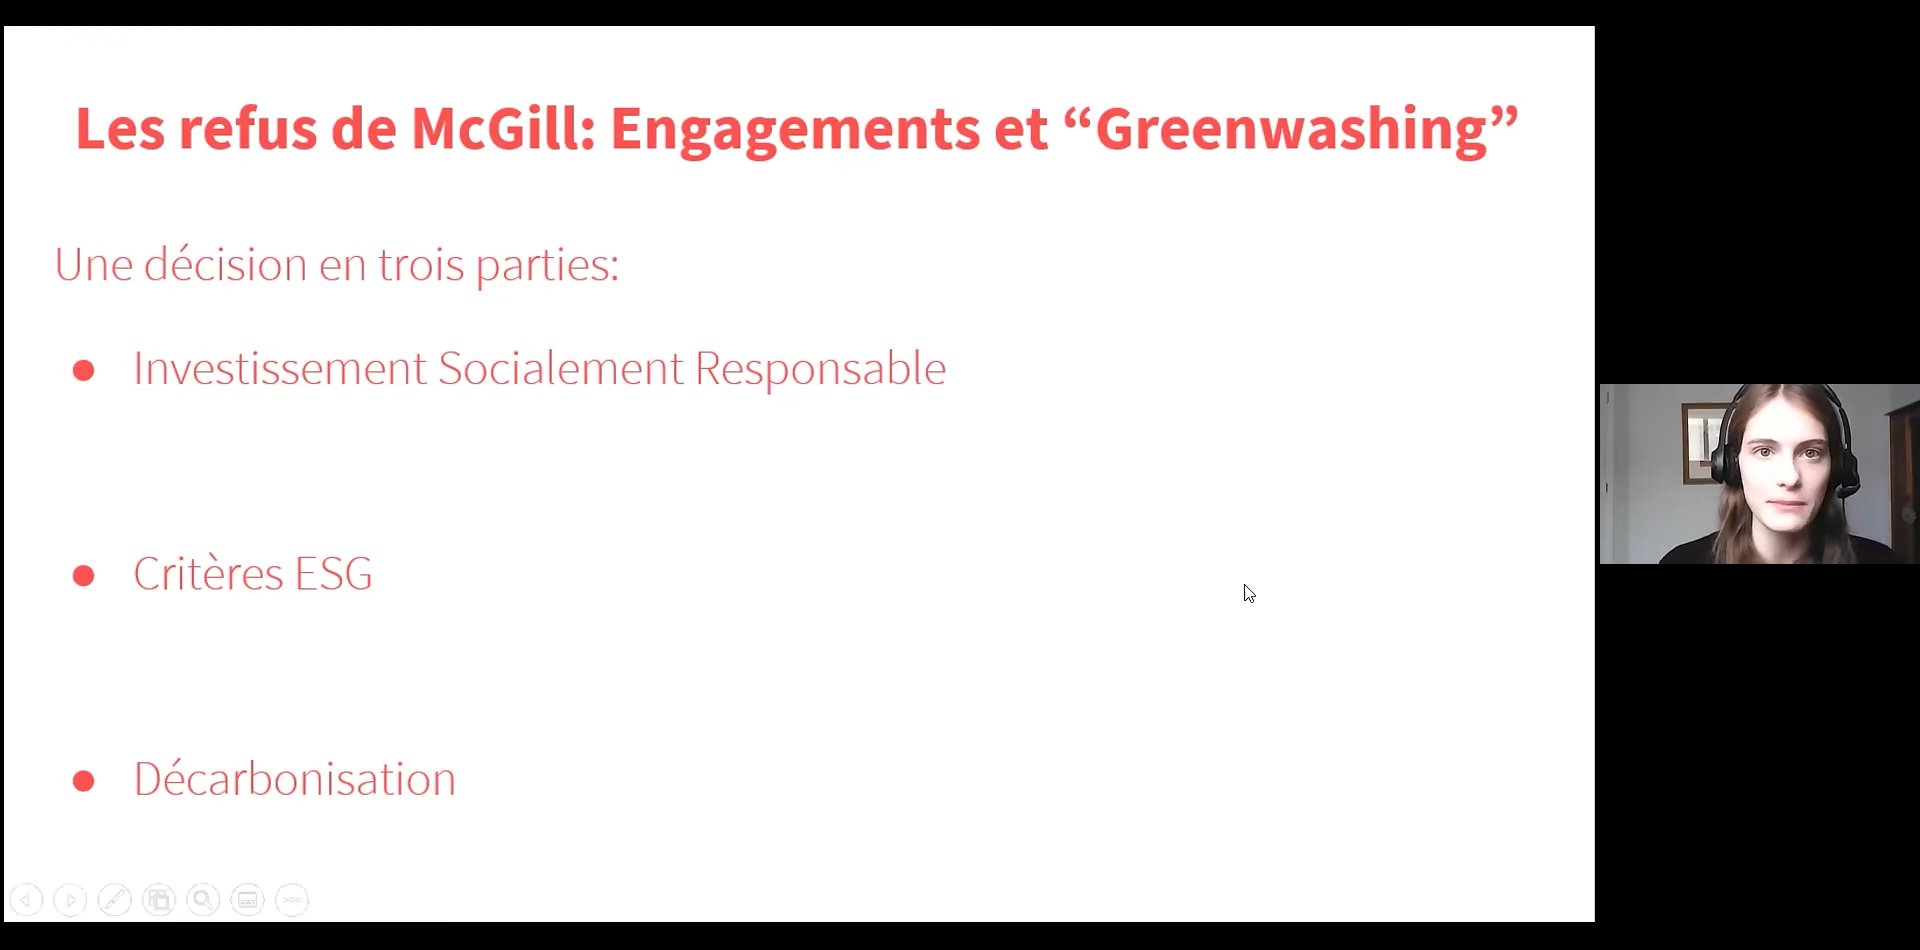 Les refus de McGill: Engagements et “Greenwashing”
Une décision en trois parties:
● Investissement Socialement Responsable
● Critères ESG
● Décarbonisation